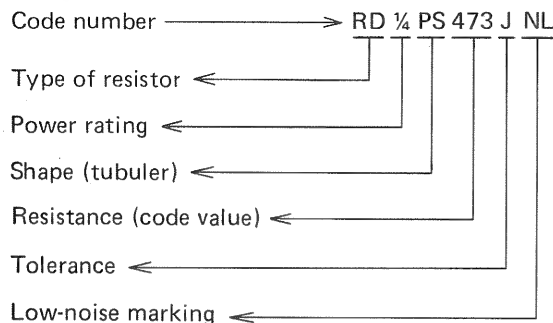 Code number RD ¼ PS 473 J NL
Type of resistor
Power rating
Shape (tubuler)
Resistance (code value)
Tolerance
Low-noise marking